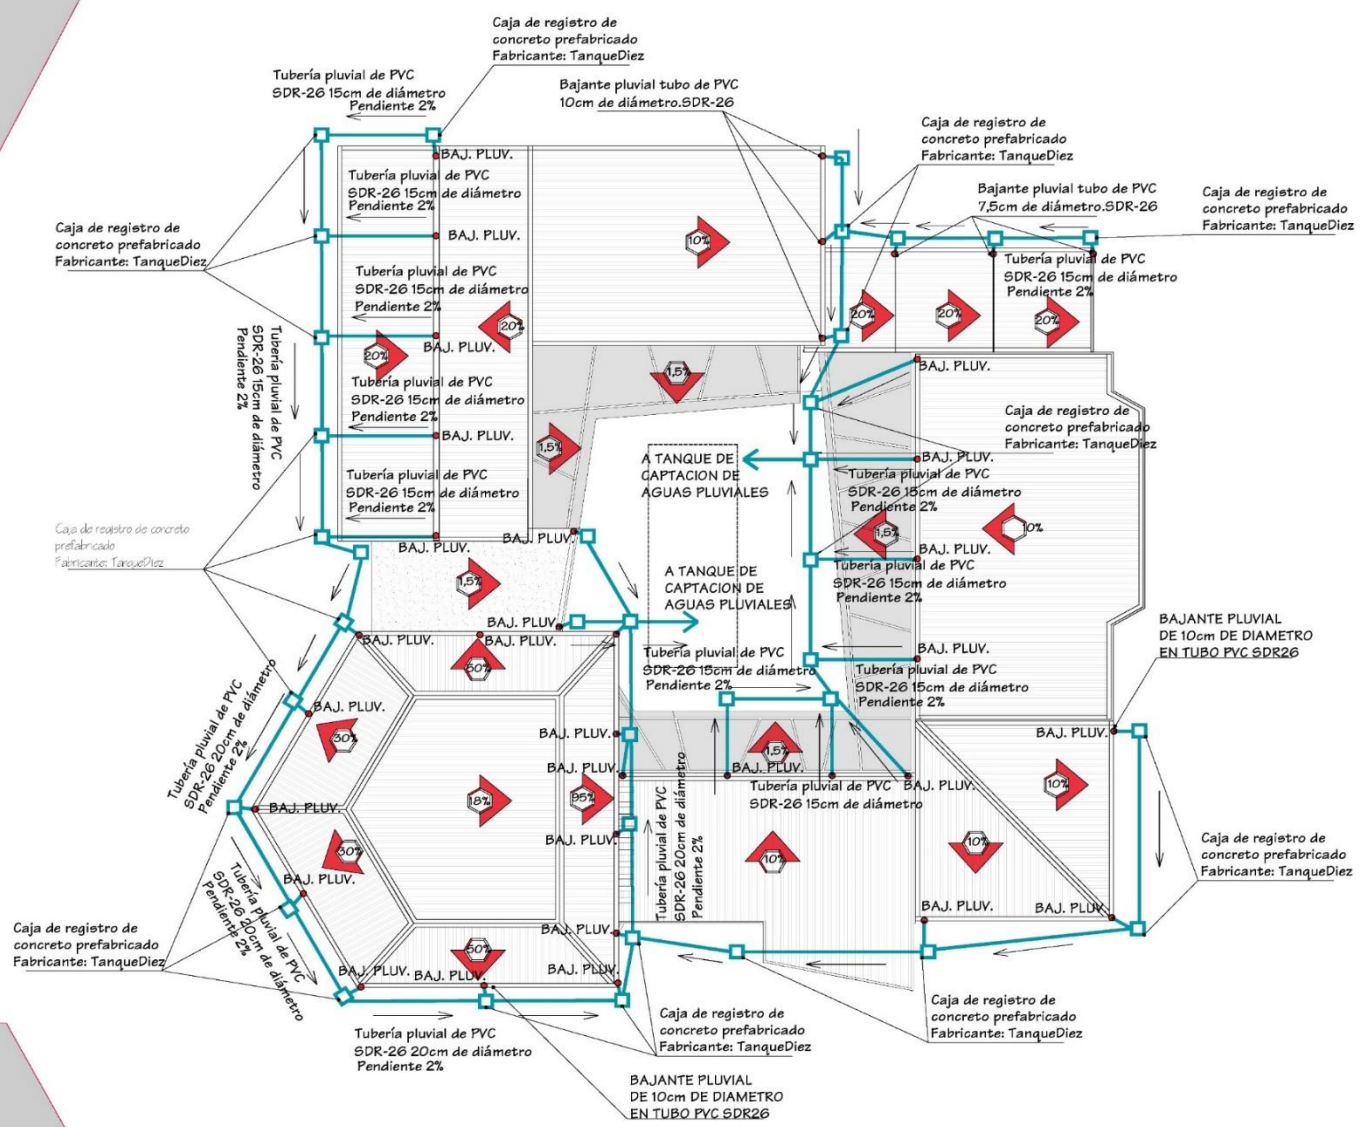 Caja de registro de
concreto prefabricado
Fabricante: TanqueDiez
Tubería pluvial de PVC
SDR-26 15cm de diámetro
Pendiente 2%
Bajante pluvial tubo de PVC
10cm de diámetro.SDR-26
Caja de registro de
concreto prefabricado
Fabricante: TanqueDiez
BAJ. PLUV.
Tubería pluvial de PVC
SDR-26 15cm de diámetro
Pendiente 2%
Bajante pluvial tubo de PVC
7,5cm de diámetro.SDR-26
Caja de registro de
concreto prefabricado
Fabricante: TanqueDiez
Caja de registro de
concreto prefabricado
Fabricante: TanqueDiez
BAJ. PLUV.
10%
Tubería pluvial de PVC
SDR-26 15cm de diámetro
Pendiente 2%
Tubería pluvial de PVC
SDR-26 15cm de diámetro
Pendiente 2%
20%
20%
20%
20%
BAJ. PLUV.
20%
Tubería pluvial de PVC
SDR-26 15cm de diámetro
Pendiente 2%
1,5%
BAJ. PLUV.
Tubería pluvial de PVC
SDR-26 15cm de diámetro
Pendiente 2%
Caja de registro de
concreto prefabricado
Fabricante: TanqueDiez
BAJ. PLUV.
1,5%
A TANQUE DE
CAPTACION DE
AGUAS PLUVIALES
BAJ. PLUV.
Tubería pluvial de PVC
SDR-26 15cm de diámetro
Pendiente 2%
Tubería pluvial de PVC
SDR-26 15cm de diámetro
Pendiente 2%
Caja de registro de concreto
prefabricado
Fabricante: TanqueDiez
1,5%
10%
BAJ. PLUV.
BAJ. PLUV.
BAJ. PLUV.
Tubería pluvial de PVC
SDR-26 15cm de diámetro
Pendiente 2%
1,5%
A TANQUE DE
CAPTACION DE
AGUAS PLUVIALES
BAJ. PLUV.
BAJ. PLUV.
BAJ. PLUV.
BAJ. PLUV.
BAJANTE PLUVIAL
DE 10cm DE DIAMETRO
EN TUBO PVC SDR26
Tubería pluvial de PVC
SDR-26 15cm de diámetro
Pendiente 2%
Tubería pluvial de PVC
SDR-26 15cm de diámetro
Pendiente 2%
50%
Tubería pluvial de PVC
SDR-26 20cm de diámetro
Pendiente 2%
BAJ. PLUV.
30%
BAJ. PLUV.
BAJ. PLUV.
1,5%
BAJ. PLUV.
BAJ. PLUV.
BAJ. PLUV.
Tubería pluvial de PVC
SDR-26 15cm de diámetro
10%
BAJ. PLUV.
18%
95%
BAJ. PLUV.
Tubería pluvial de PVC
SDR-26 20cm de diámetro
Pendiente 2%
Caja de registro de
concreto prefabricado
Fabricante: TanqueDiez
30%
10%
10%
BAJ. PLUV.
Tubería pluvial de PVC
SDR-26 20cm de diámetro
Pendiente 2%
BAJ. PLUV.
BAJ. PLUV.
Caja de registro de
concreto prefabricado
Fabricante: TanqueDiez
BAJ. PLUV.
50%
BAJ. PLUV.
BAJ. PLUV.
BAJ. PLUV.
Caja de registro de
concreto prefabricado
Fabricante: TanqueDiez
Caja de registro de
concreto prefabricado
Fabricante: TanqueDiez
Tubería pluvial de PVC
SDR-26 20cm de diámetro
Pendiente 2%
BAJANTE PLUVIAL
DE 10cm DE DIAMETRO
EN TUBO PVC SDR26